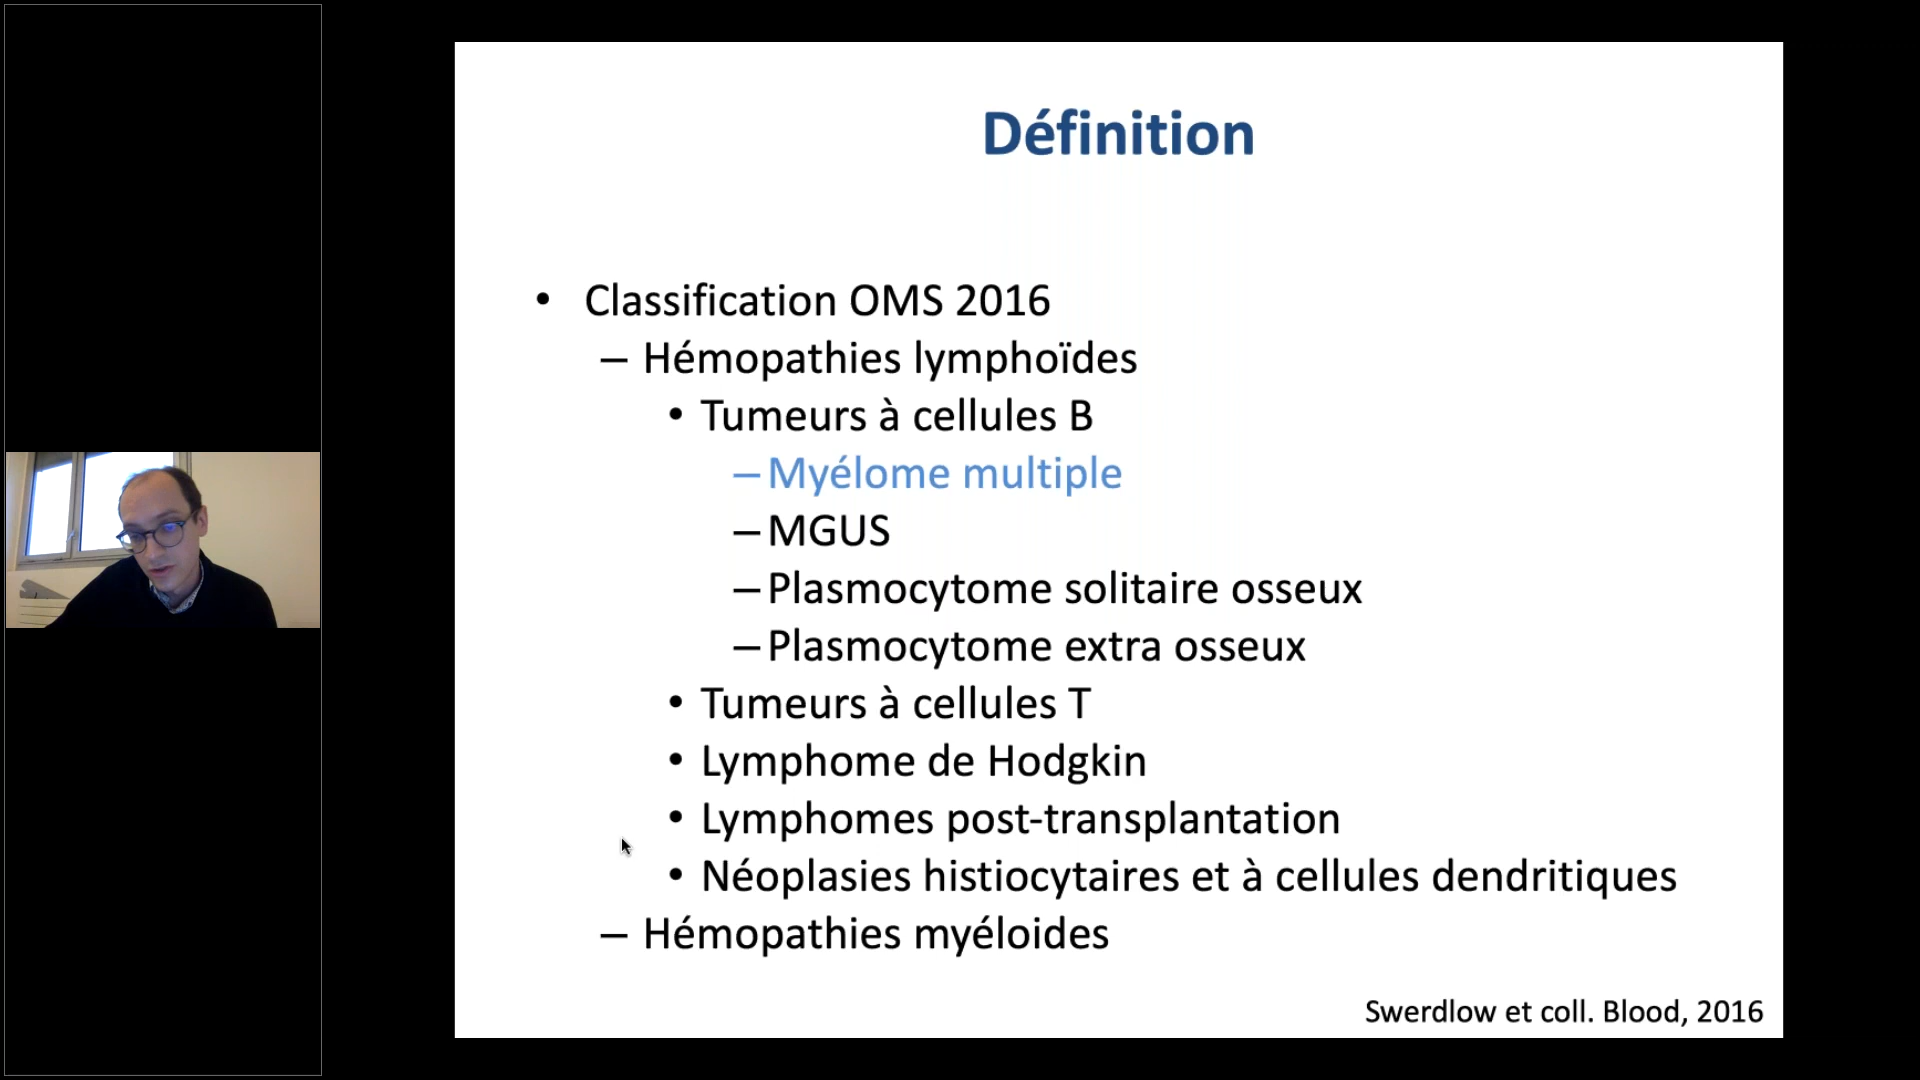 Définition
• Classification OMS 2016
– Hémopathies lymphoïdes
• Tumeurs à cellules B
– Myélome multiple
– MGUS
– Plasmocytome solitaire osseux
– Plasmocytome extra osseux
• Tumeurs à cellules T
• Lymphome de Hodgkin
• Lymphomes post-transplantation
• Néoplasies histiocytaires et à cellules dendritiques
– Hémopathies myéloides
Swerdlow et coll. Blood, 2016